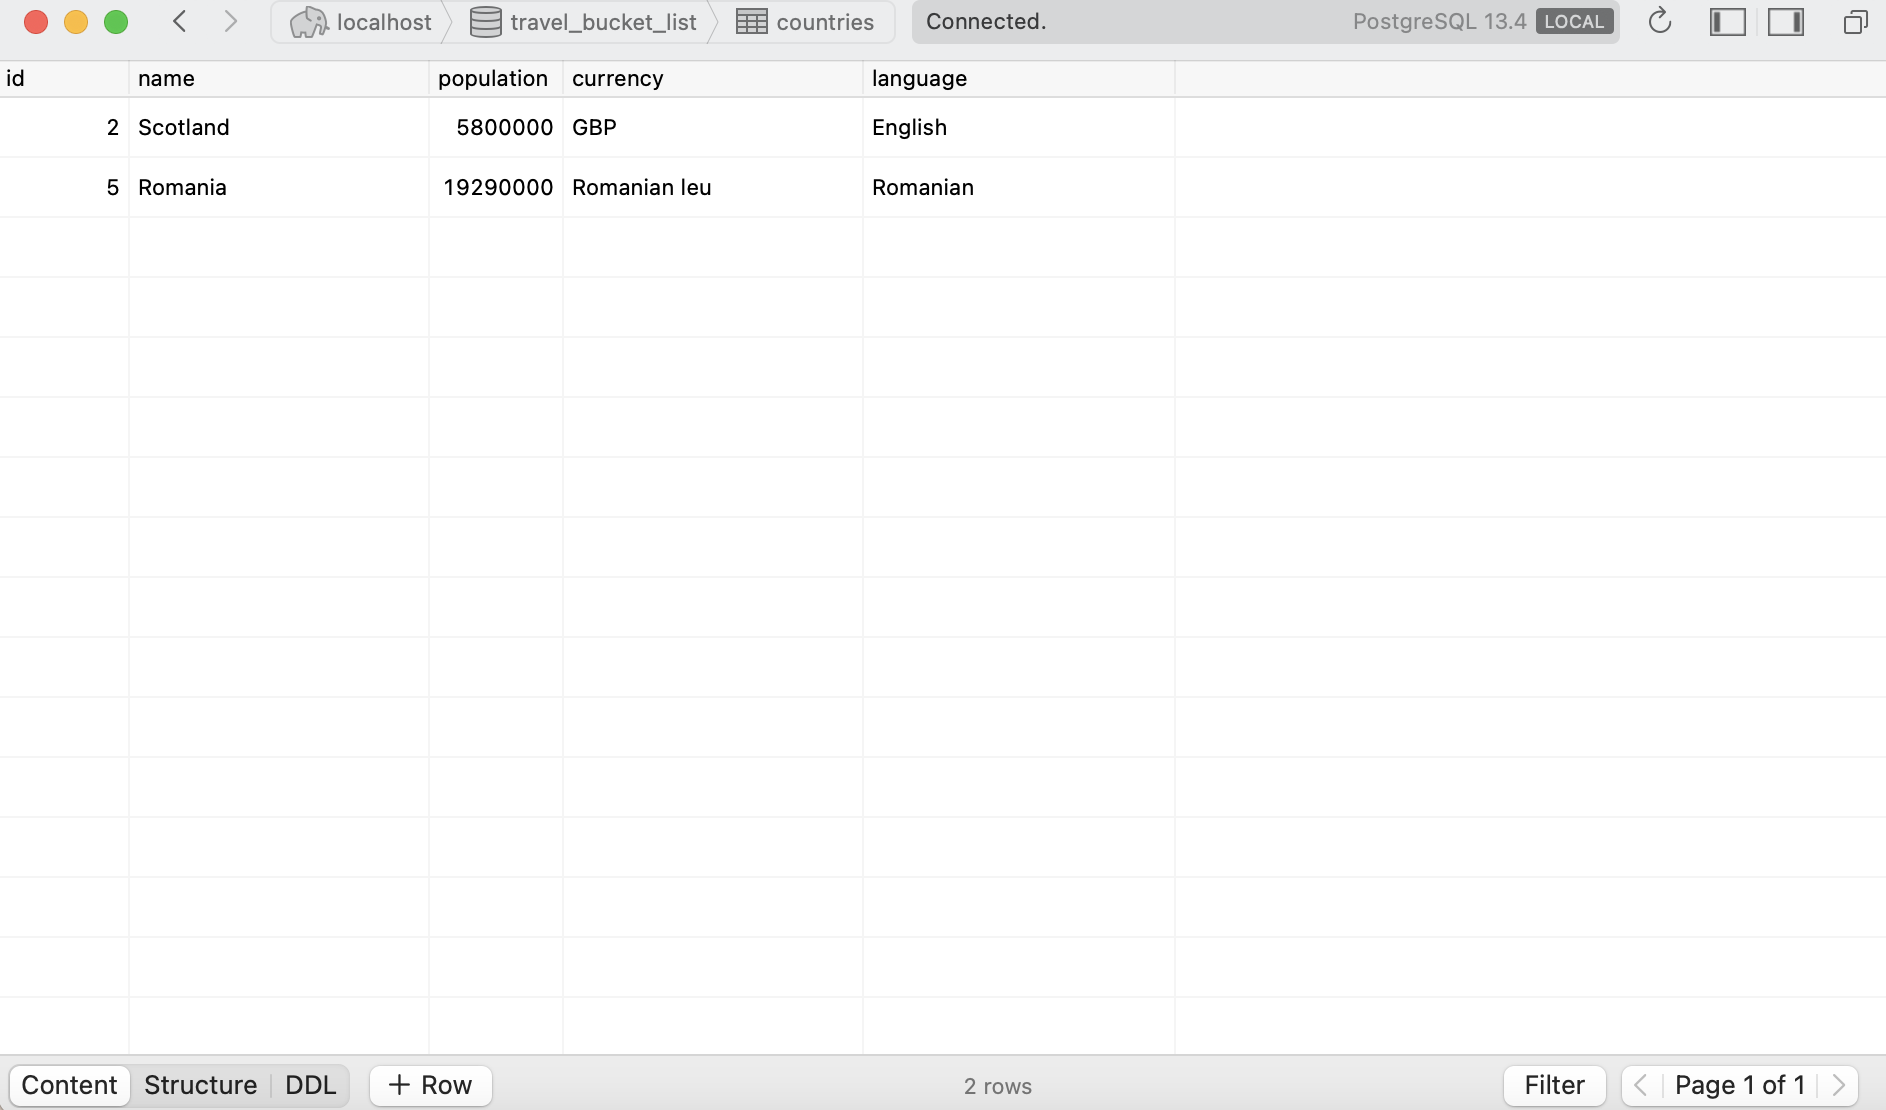 localhost travel_bucket_list countries Connected. PostgreSQL 13.4 LOCAL
id name population currency language
2 Scotland 5800000 GBP English
5 Romania 19290000 Romanian leu Romanian
Content Structure DDL + Row 2 rows Filter Page 1 of 1